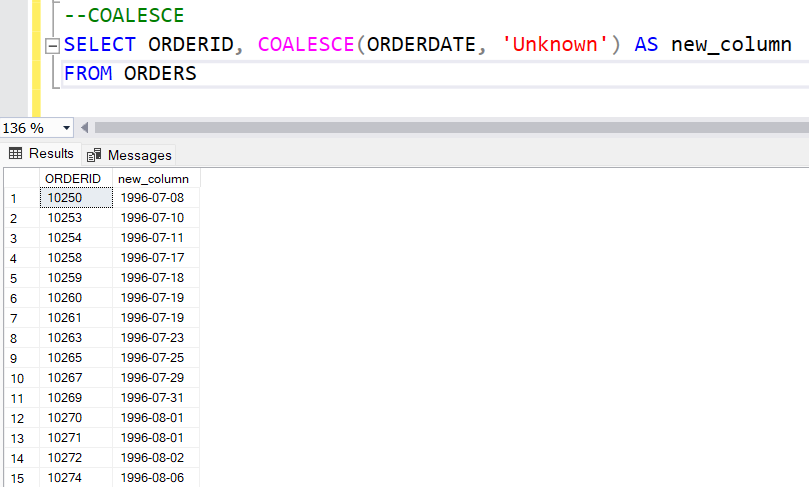 --COALESCE
SELECT ORDERID, COALESCE(ORDERDATE, 'Unknown') AS new_column
FROM ORDERS
136 %
Results Messages
ORDERID new_column
1 10250 1996-07-08
2 10253 1996-07-10
3 10254 1996-07-11
4 10258 1996-07-17
5 10259 1996-07-18
6 10260 1996-07-19
7 10261 1996-07-19
8 10263 1996-07-23
9 10265 1996-07-25
10 10267 1996-07-29
11 10269 1996-07-31
12 10270 1996-08-01
13 10271 1996-08-01
14 10272 1996-08-02
15 10274 1996-08-06